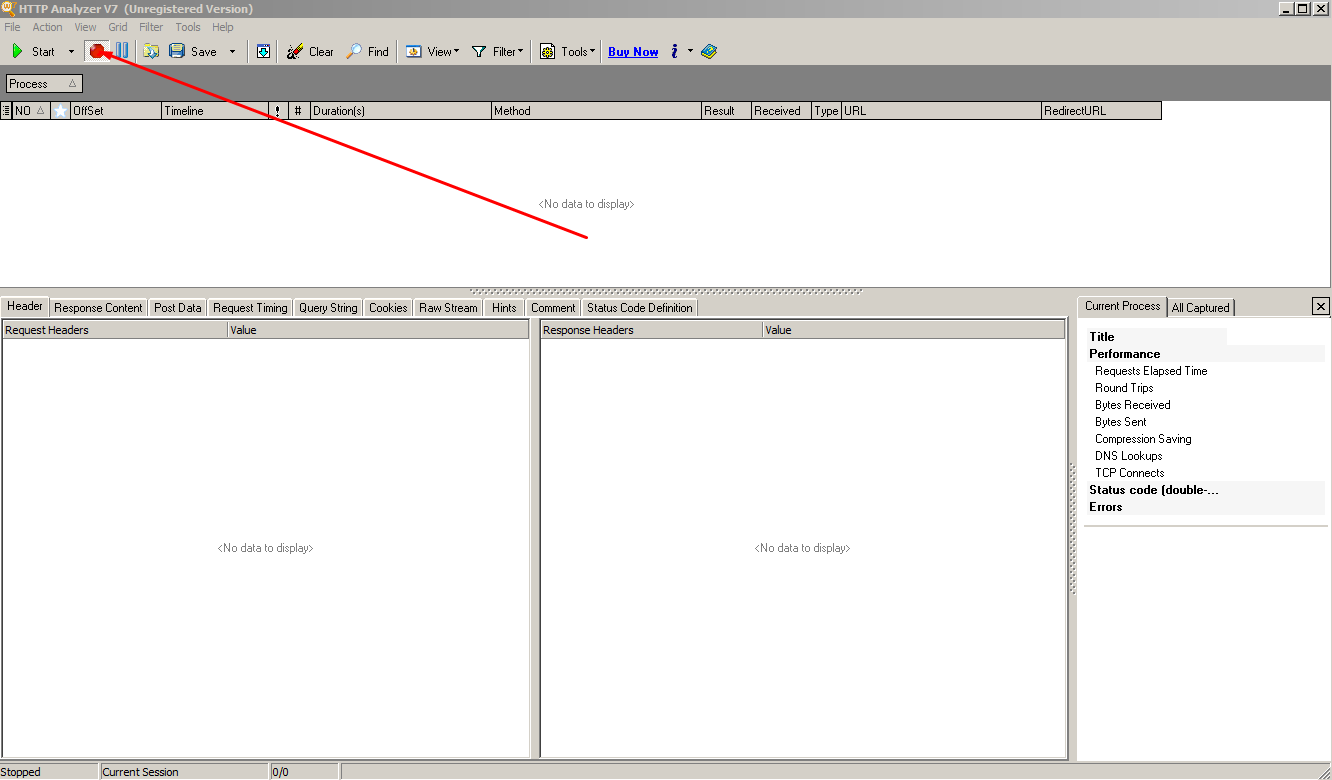 HTTP Analyzer V7 (Unregistered Version)
File Action View Grid Filter Tools Help
Start Save Clear Find View Filter Tools Buy Now i
Process
NO OffSet Timeline ! # Duration(s) Method Result Received Type URL RedirectURL
<No data to display>
Header Response Content Post Data Request Timing Query String Cookies Raw Stream Hints Comment Status Code Definition
Current Process All Captured
Request Headers Value
Response Headers Value
Title
Performance
Requests Elapsed Time
Round Trips
Bytes Received
Bytes Sent
Compression Saving
DNS Lookups
TCP Connects
Status code (double-...
Errors
<No data to display>
<No data to display>
Stopped Current Session 0/0